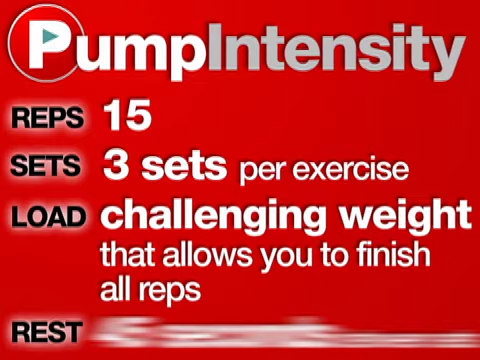 PumpIntensity
REPS 15
SETS 3 sets per exercise
LOAD challenging weight
that allows you to finish
all reps
REST